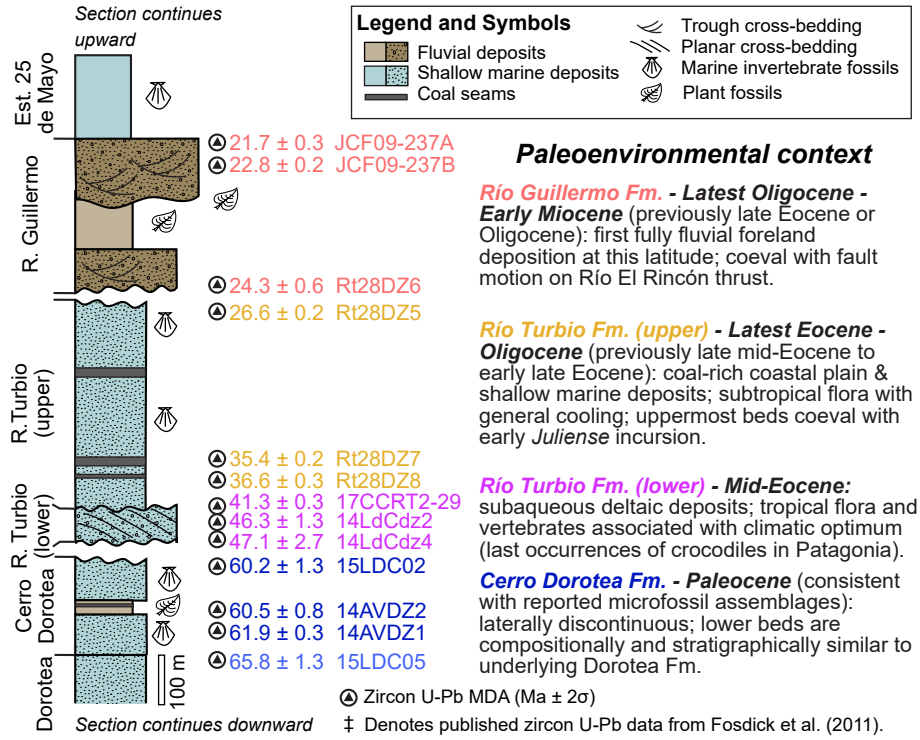 Section continues
upward
Legend and Symbols
Fluvial deposits
Shallow marine deposits
Coal seams
Trough cross-bedding
Planar cross-bedding
Marine invertebrate fossils
Plant fossils
Est. 25
de Mayo
R. Guillermo
R. Turbio
(upper)
R. Turbio
(lower)
Cerro
Dorotea
Dorotea
21.7 ± 0.3 JCF09-237A
22.8 ± 0.2 JCF09-237B
24.3 ± 0.6 Rt28DZ6
26.6 ± 0.2 Rt28DZ5
35.4 ± 0.2 Rt28DZ7
36.6 ± 0.3 Rt28DZ8
41.3 ± 0.3 17CCRT2-29
46.3 ± 1.3 14LdCdz2
47.1 ± 2.7 14LdCdz4
60.2 ± 1.3 15LDC02
60.5 ± 0.8 14AVDZ2
61.9 ± 0.3 14AVDZ1
65.8 ± 1.3 15LDC05
100 m
Paleoenvironmental context
Río Guillermo Fm. - Latest Oligocene -
Early Miocene (previously late Eocene or
Oligocene): first fully fluvial foreland
deposition at this latitude; coeval with fault
motion on Río El Rincón thrust.
Río Turbio Fm. (upper) - Latest Eocene -
Oligocene (previously late mid-Eocene to
early late Eocene): coal-rich coastal plain &
shallow marine deposits; subtropical flora with
general cooling; uppermost beds coeval with
early Juliense incursion.
Río Turbio Fm. (lower) - Mid-Eocene:
subaqueous deltaic deposits; tropical flora and
vertebrates associated with climatic optimum
(last occurrences of crocodiles in Patagonia).
Cerro Dorotea Fm. - Paleocene (consistent
with reported microfossil assemblages):
laterally discontinuous; lower beds are
compositionally and stratigraphically similar to
underlying Dorotea Fm.
Zircon U-Pb MDA (Ma ± 2σ)
Section continues downward
‡ Denotes published zircon U-Pb data from Fosdick et al. (2011).